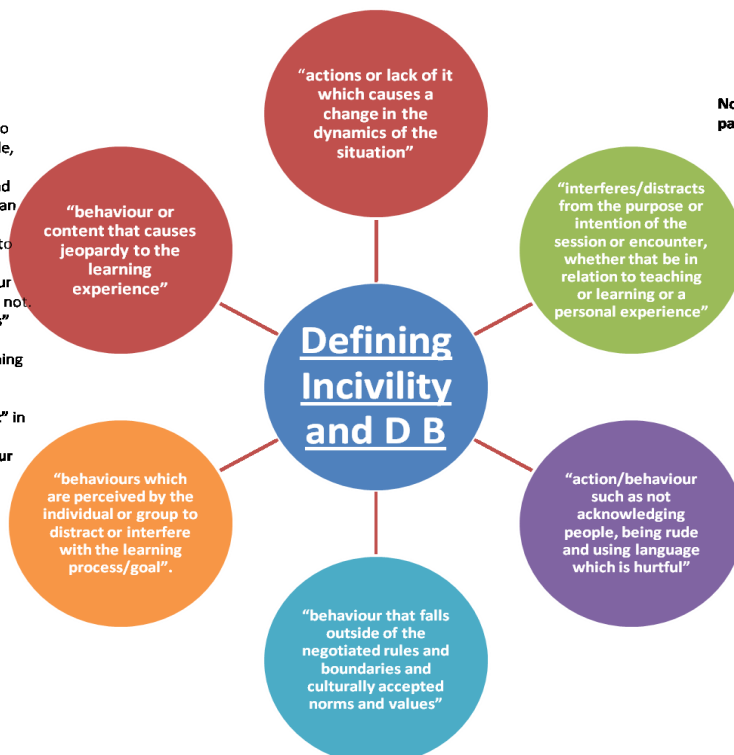 “actions or lack of it
which causes a
change in the
dynamics of the
situation”
“interferes/distracts
from the purpose or
intention of the
session or encounter,
whether that be in
relation to teaching
or learning or a
personal experience”
“action/behaviour
such as not
acknowledging
people, being rude
and using language
which is hurtful”
“behaviour that falls
outside of the
negotiated rules and
boundaries and
culturally accepted
norms and values”
“behaviours which
are perceived by the
individual or group to
distract or interfere
with the learning
process/goal”.
“behaviour or
content that causes
jeopardy to the
learning
experience”
Defining
Incivility
and D B
not.
in